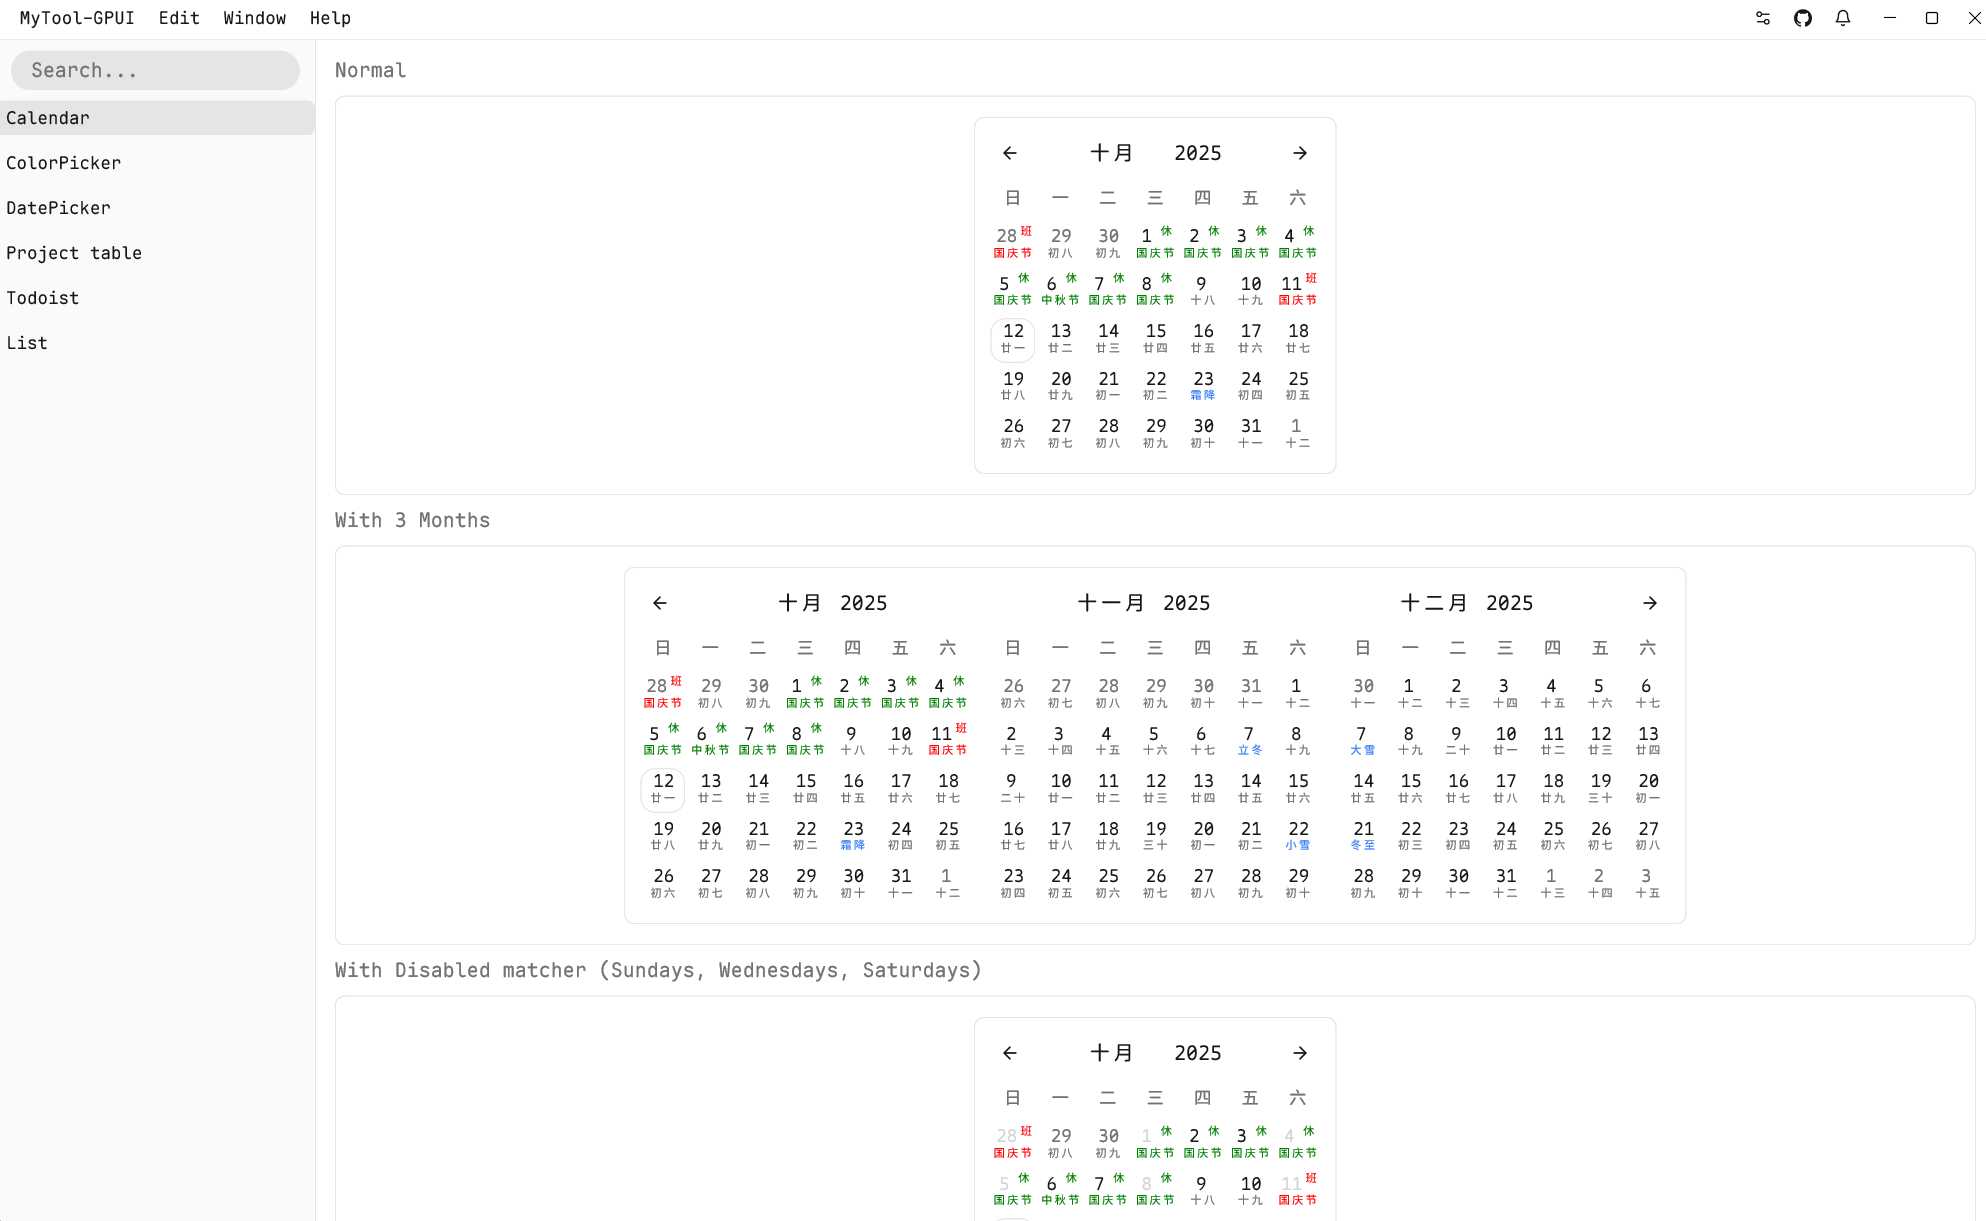 MyTool-GPUI Edit Window Help
Search...
Calendar
ColorPicker
DatePicker
Project table
Todoist
List
Normal
十月 2025
日 一 二 三 四 五 六
28 班 29 30 1 休 2 休 3 休 4 休
国庆节 初八 初九 国庆节 国庆节 国庆节 国庆节
5 休 6 休 7 休 8 休 9 10 11 班
国庆节 中秋节 国庆节 国庆节 十八 十九 国庆节
12 13 14 15 16 17 18
廿一 廿二 廿三 廿四 廿五 廿六 廿七
19 20 21 22 23 24 25
廿八 廿九 初一 初二 霜降 初四 初五
26 27 28 29 30 31 1
初六 初七 初八 初九 初十 十一 十二
With 3 Months
十月 2025 十一月 2025 十二月 2025
日 一 二 三 四 五 六 日 一 二 三 四 五 六 日 一 二 三 四 五 六
28 班 29 30 1 休 2 休 3 休 4 休 26 27 28 29 30 31 1 30 1 2 3 4 5 6
国庆节 初八 初九 国庆节 国庆节 国庆节 国庆节 初六 初七 初八 初九 初十 十一 十二 十一 十二 十三 十四 十五 十六 十七
5 休 6 休 7 休 8 休 9 10 11 班 2 3 4 5 6 7 8 7 8 9 10 11 12 13
国庆节 中秋节 国庆节 国庆节 十八 十九 国庆节 十三 十四 十五 十六 十七 立冬 十九 大雪 十九 二十 廿一 廿二 廿三 廿四
12 13 14 15 16 17 18 9 10 11 12 13 14 15 14 15 16 17 18 19 20
廿一 廿二 廿三 廿四 廿五 廿六 廿七 二十 廿一 廿二 廿三 廿四 廿五 廿六 廿五 廿六 廿七 廿八 廿九 三十 初一
19 20 21 22 23 24 25 16 17 18 19 20 21 22 21 22 23 24 25 26 27
廿八 廿九 初一 初二 霜降 初四 初五 廿七 廿八 廿九 三十 初一 初二 小雪 冬至 初三 初四 初五 初六 初七 初八
26 27 28 29 30 31 1 23 24 25 26 27 28 29 28 29 30 31 1 2 3
初六 初七 初八 初九 初十 十一 十二 初四 初五 初六 初七 初八 初九 初十 初九 初十 十一 十二 十三 十四 十五
With Disabled matcher (Sundays, Wednesdays, Saturdays)
十月 2025
日 一 二 三 四 五 六
28 班 29 30 1 休 2 休 3 休 4 休
国庆节 初八 初九 国庆节 国庆节 国庆节 国庆节
5 休 6 休 7 休 8 休 9 10 11 班
国庆节 中秋节 国庆节 国庆节 十八 十九 国庆节